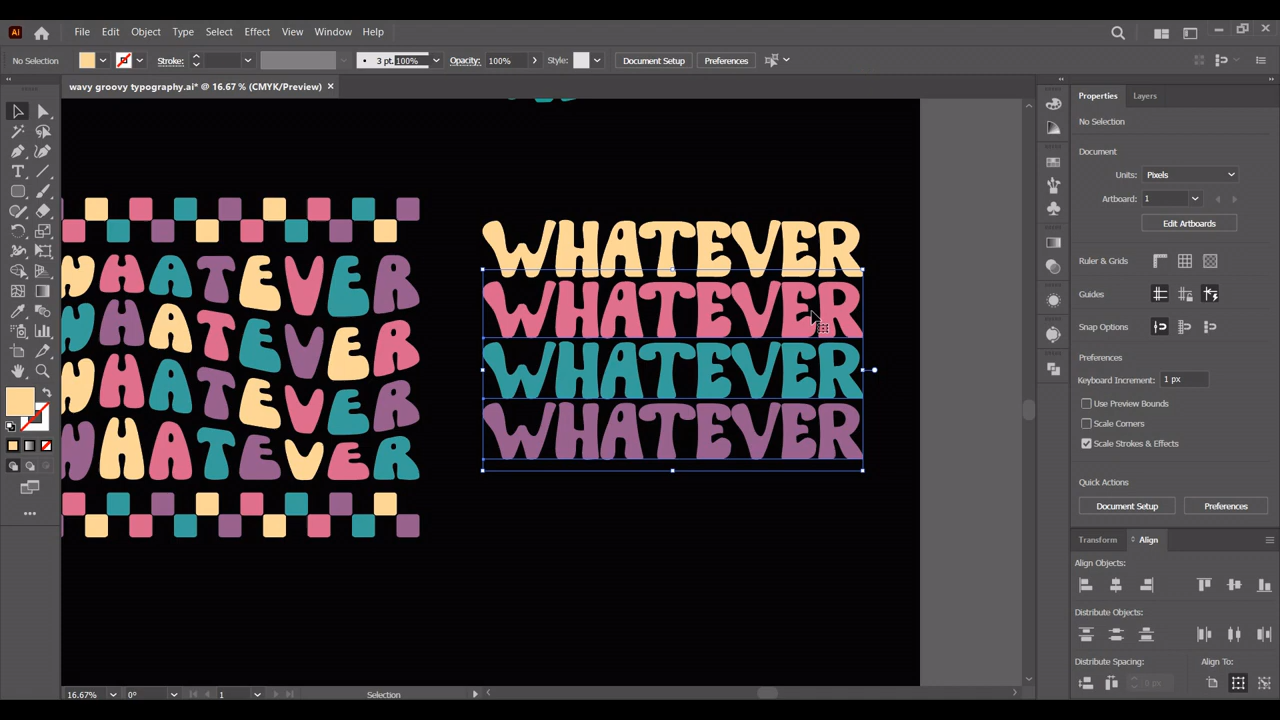 Ai File Edit Object Type Select Effect View Window Help
No Selection Stroke: 3 pt. 100% Opacity: 100% Style: Document Setup Preferences
wavy groovy typography.ai* @ 16.67 % (CMYK/Preview) ×
Properties Layers
No Selection
Document
Units: Pixels
Artboard: 1
Edit Artboards
Ruler & Grids
Guides
Snap Options
Preferences
Keyboard Increment: 1 px
Use Preview Bounds
Scale Corners
Scale Strokes & Effects
Quick Actions
Document Setup Preferences
Transform Align
Align Objects:
Distribute Objects:
Distribute Spacing: Align To:
0 px
WHATEVER
WHATEVER
WHATEVER
WHATEVER
WHATEVER
WHATEVER
WHATEVER
WHATEVER
16.67% 0° 1 Selection